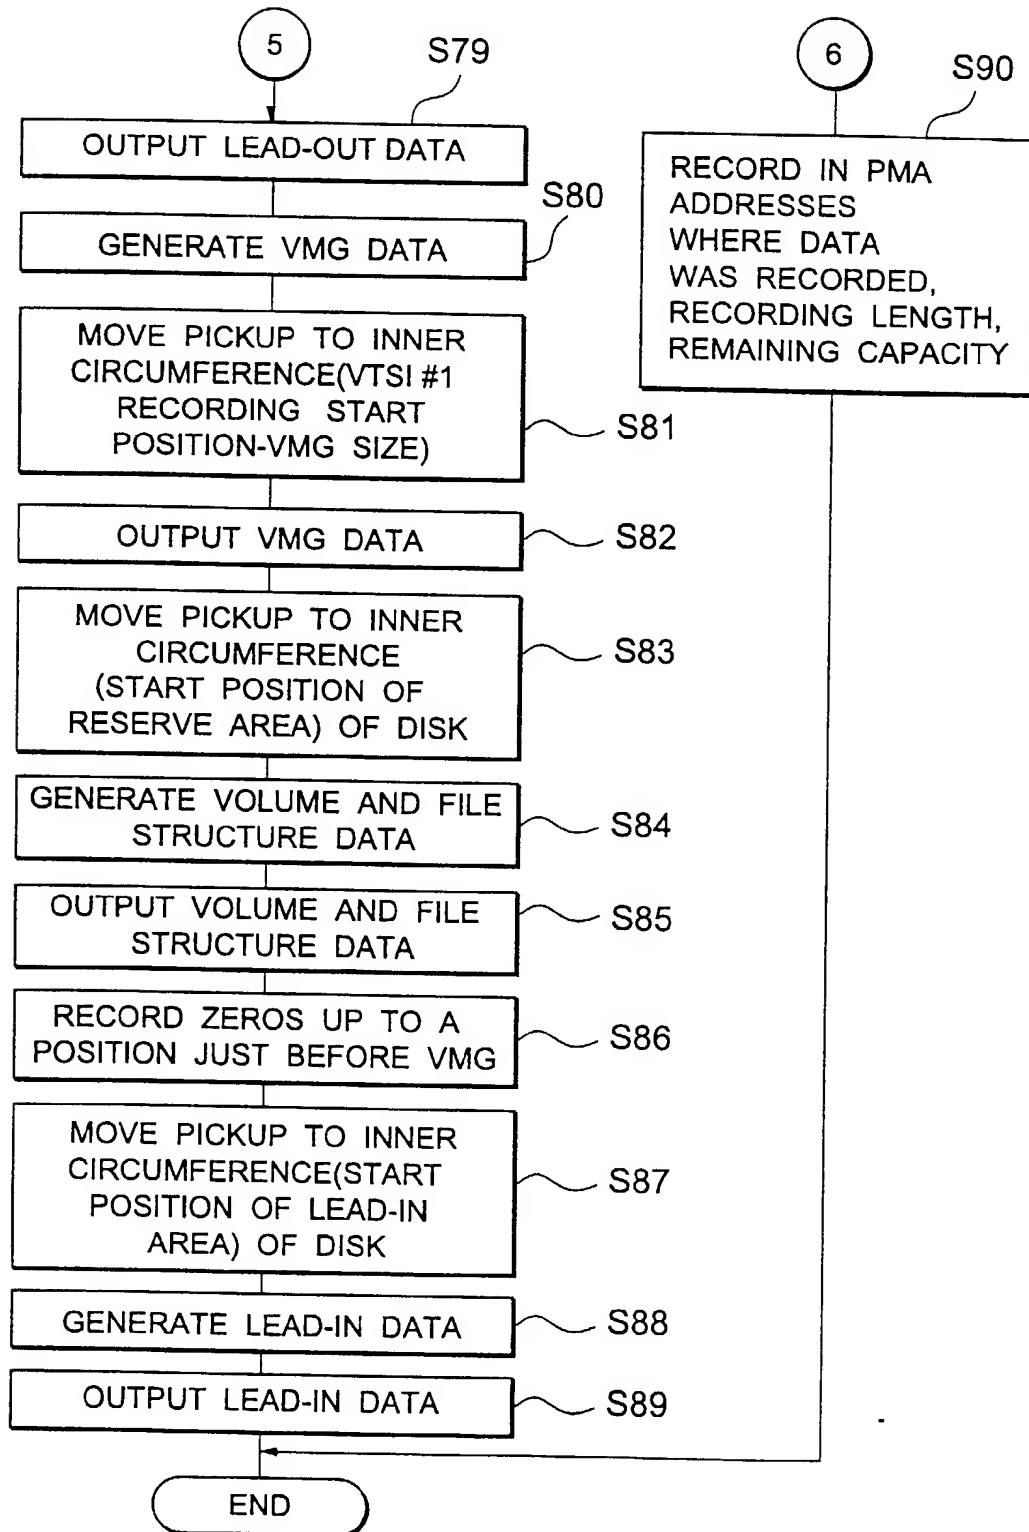 5
S79
OUTPUT LEAD-OUT DATA
S80
GENERATE VMG DATA
MOVE PICKUP TO INNER
CIRCUMFERENCE(VTSI #1
RECORDING START
POSITION-VMG SIZE)
S81
OUTPUT VMG DATA
S82
MOVE PICKUP TO INNER
CIRCUMFERENCE
(START POSITION OF
RESERVE AREA) OF DISK
S83
GENERATE VOLUME AND FILE
STRUCTURE DATA
S84
OUTPUT VOLUME AND FILE
STRUCTURE DATA
S85
RECORD ZEROS UP TO A
POSITION JUST BEFORE VMG
S86
MOVE PICKUP TO INNER
CIRCUMFERENCE(START
POSITION OF LEAD-IN
AREA) OF DISK
S87
GENERATE LEAD-IN DATA
S88
OUTPUT LEAD-IN DATA
S89
END
6
S90
RECORD IN PMA
ADDRESSES
WHERE DATA
WAS RECORDED,
RECORDING LENGTH,
REMAINING CAPACITY